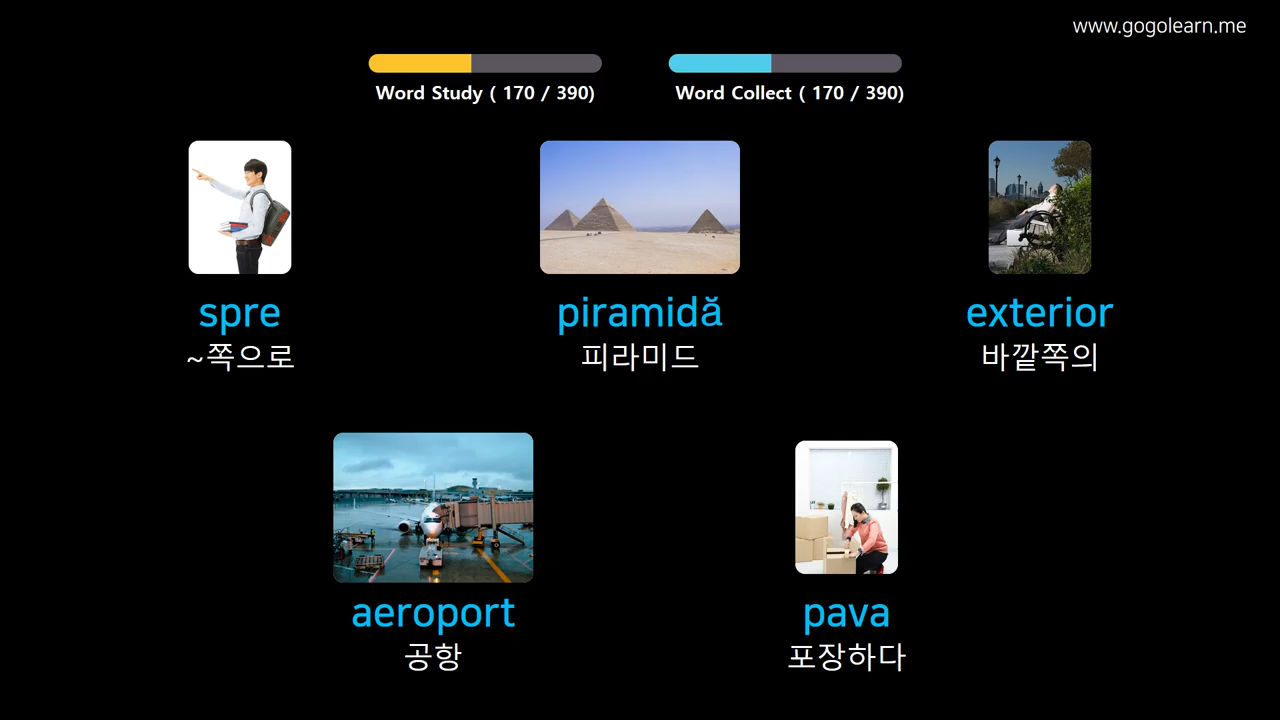 www.gogolearn.me
Word Study ( 170 / 390)
Word Collect ( 170 / 390)
spre
~쪽으로
piramidă
피라미드
exterior
바깥쪽의
aeroport
공항
pava
포장하다